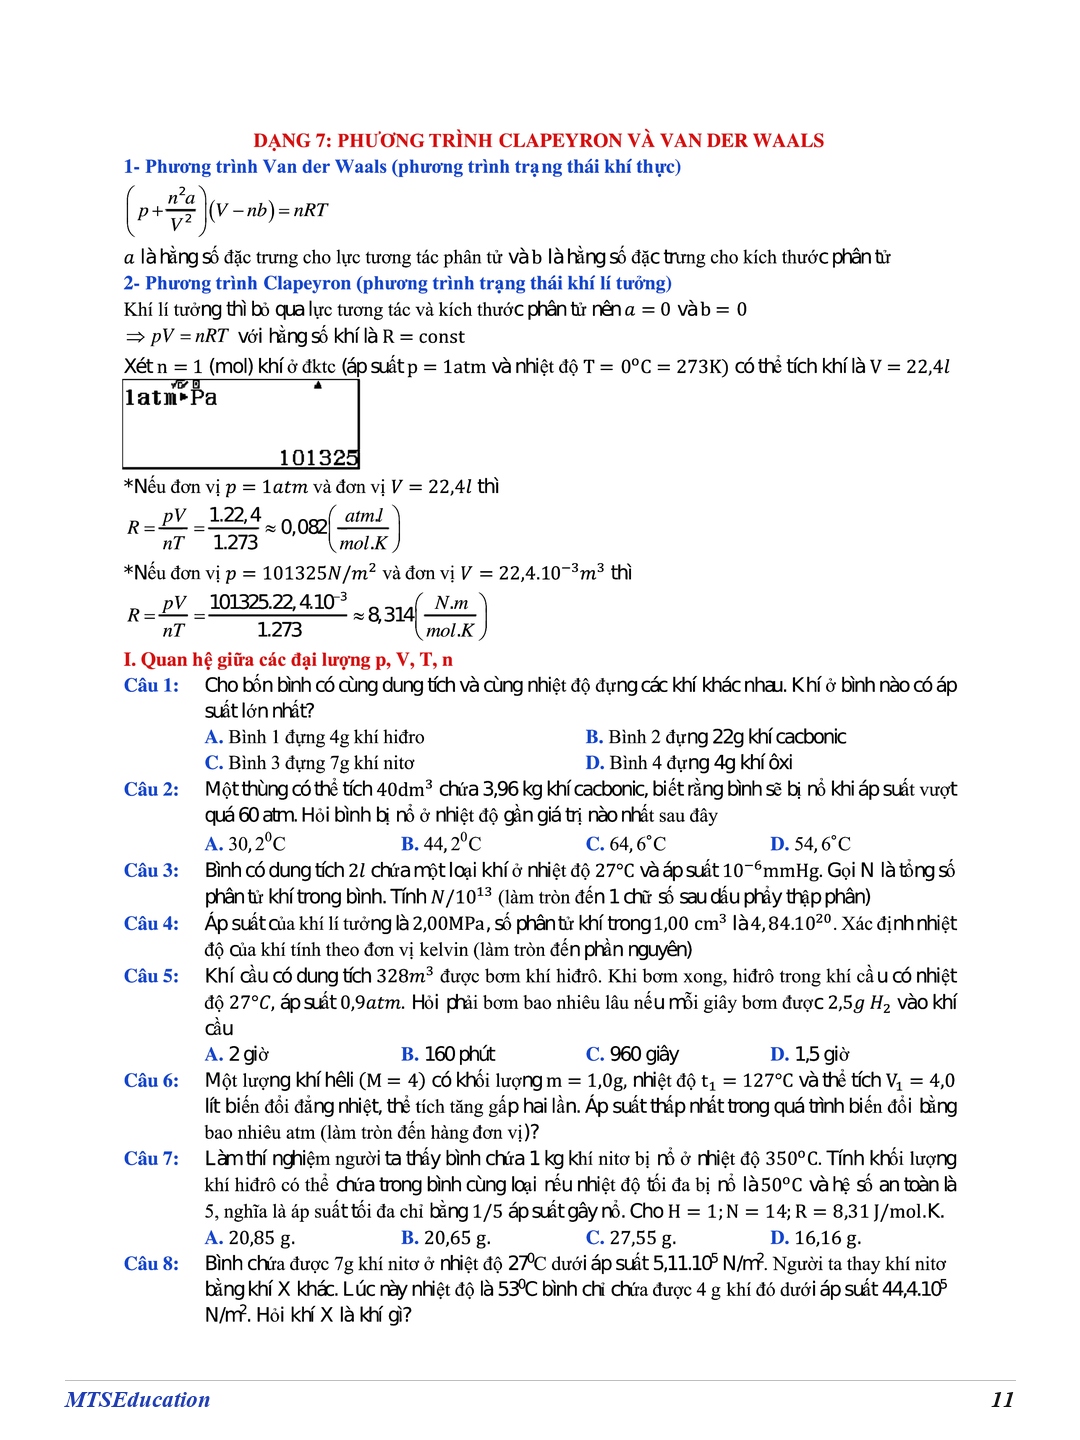 DẠNG 7: PHƯƠNG TRÌNH CLAPEYRON VÀ VAN DER WAALS
1- Phương trình Van der Waals (phương trình trạng thái khí thực)
(p + n²a/V²)(V − nb) = nRT
a là hằng số đặc trưng cho lực tương tác phân tử và b là hằng số đặc trưng cho kích thước phân tử
2- Phương trình Clapeyron (phương trình trạng thái khí lí tưởng)
Khí lí tưởng thì bỏ qua lực tương tác và kích thước phân tử nên a = 0 và b = 0
⇒ pV = nRT với hằng số khí là R = const
Xét n = 1 (mol) khí ở đktc (áp suất p = 1atm và nhiệt độ T = 0⁰C = 273K) có thể tích khí là V = 22,4l
1atm▸Pa
101325
*Nếu đơn vị p = 1atm và đơn vị V = 22,4l thì
R = pV/nT = 1.22,4/1.273 ≈ 0,082 (atm.l/mol.K)
*Nếu đơn vị p = 101325N/m² và đơn vị V = 22,4.10⁻³m³ thì
R = pV/nT = 101325.22,4.10⁻³/1.273 ≈ 8,314 (N.m/mol.K)
I. Quan hệ giữa các đại lượng p, V, T, n
Câu 1: Cho bốn bình có cùng dung tích và cùng nhiệt độ đựng các khí khác nhau. Khí ở bình nào có áp
suất lớn nhất?
A. Bình 1 đựng 4g khí hiđro B. Bình 2 đựng 22g khí cacbonic
C. Bình 3 đựng 7g khí nitơ D. Bình 4 đựng 4g khí ôxi
Câu 2: Một thùng có thể tích 40dm³ chứa 3,96 kg khí cacbonic, biết rằng bình sẽ bị nổ khi áp suất vượt
quá 60 atm. Hỏi bình bị nổ ở nhiệt độ gần giá trị nào nhất sau đây
A. 30,2⁰C B. 44,2⁰C C. 64,6°C D. 54,6°C
Câu 3: Bình có dung tích 2l chứa một loại khí ở nhiệt độ 27°C và áp suất 10⁻⁶mmHg. Gọi N là tổng số
phân tử khí trong bình. Tính N/10¹³ (làm tròn đến 1 chữ số sau dấu phẩy thập phân)
Câu 4: Áp suất của khí lí tưởng là 2,00MPa, số phân tử khí trong 1,00 cm³ là 4,84.10²⁰. Xác định nhiệt
độ của khí tính theo đơn vị kelvin (làm tròn đến phần nguyên)
Câu 5: Khí cầu có dung tích 328m³ được bơm khí hiđrô. Khi bơm xong, hiđrô trong khí cầu có nhiệt
độ 27°C, áp suất 0,9atm. Hỏi phải bơm bao nhiêu lâu nếu mỗi giây bơm được 2,5g H₂ vào khí
cầu
A. 2 giờ B. 160 phút C. 960 giây D. 1,5 giờ
Câu 6: Một lượng khí hêli (M = 4) có khối lượng m = 1,0g, nhiệt độ t₁ = 127°C và thể tích V₁ = 4,0
lít biến đổi đẳng nhiệt, thể tích tăng gấp hai lần. Áp suất thấp nhất trong quá trình biến đổi bằng
bao nhiêu atm (làm tròn đến hàng đơn vị)?
Câu 7: Làm thí nghiệm người ta thấy bình chứa 1 kg khí nitơ bị nổ ở nhiệt độ 350⁰C. Tính khối lượng
khí hiđrô có thể chứa trong bình cùng loại nếu nhiệt độ tối đa bị nổ là 50⁰C và hệ số an toàn là
5, nghĩa là áp suất tối đa chỉ bằng 1/5 áp suất gây nổ. Cho H = 1; N = 14; R = 8,31 J/mol.K.
A. 20,85 g. B. 20,65 g. C. 27,55 g. D. 16,16 g.
Câu 8: Bình chứa được 7g khí nitơ ở nhiệt độ 27⁰C dưới áp suất 5,11.10⁵ N/m². Người ta thay khí nitơ
bằng khí X khác. Lúc này nhiệt độ là 53⁰C bình chỉ chứa được 4 g khí đó dưới áp suất 44,4.10⁵
N/m². Hỏi khí X là khí gì?
MTSEducation 11